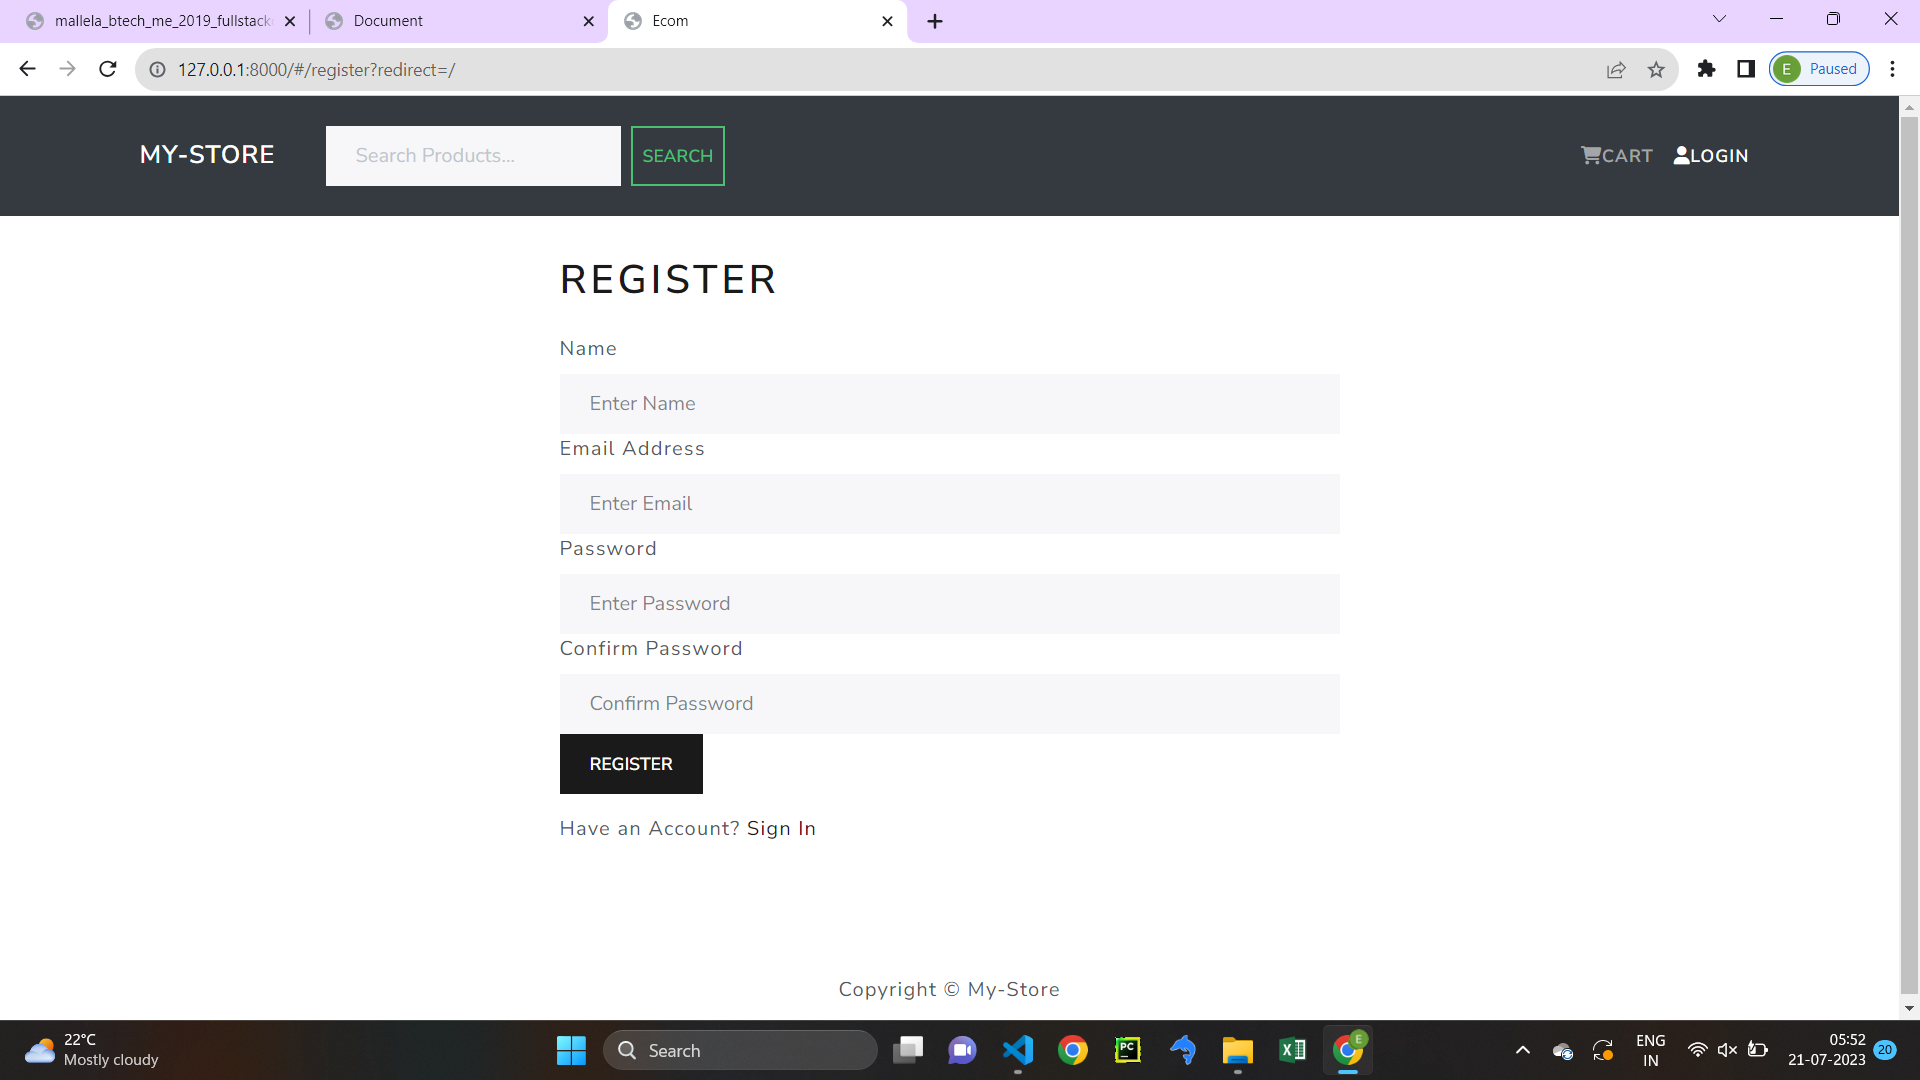 mallela_btech_me_2019_fullstack
Document
Ecom
127.0.0.1:8000/#/register?redirect=/
E
Paused
MY-STORE
Search Products...
SEARCH
CART
LOGIN
REGISTER
Name
Enter Name
Email Address
Enter Email
Password
Enter Password
Confirm Password
Confirm Password
REGISTER
Have an Account? Sign In
Copyright © My-Store
22°C
Mostly cloudy
Search
PC
E
ENG
IN
05:52
21-07-2023
20